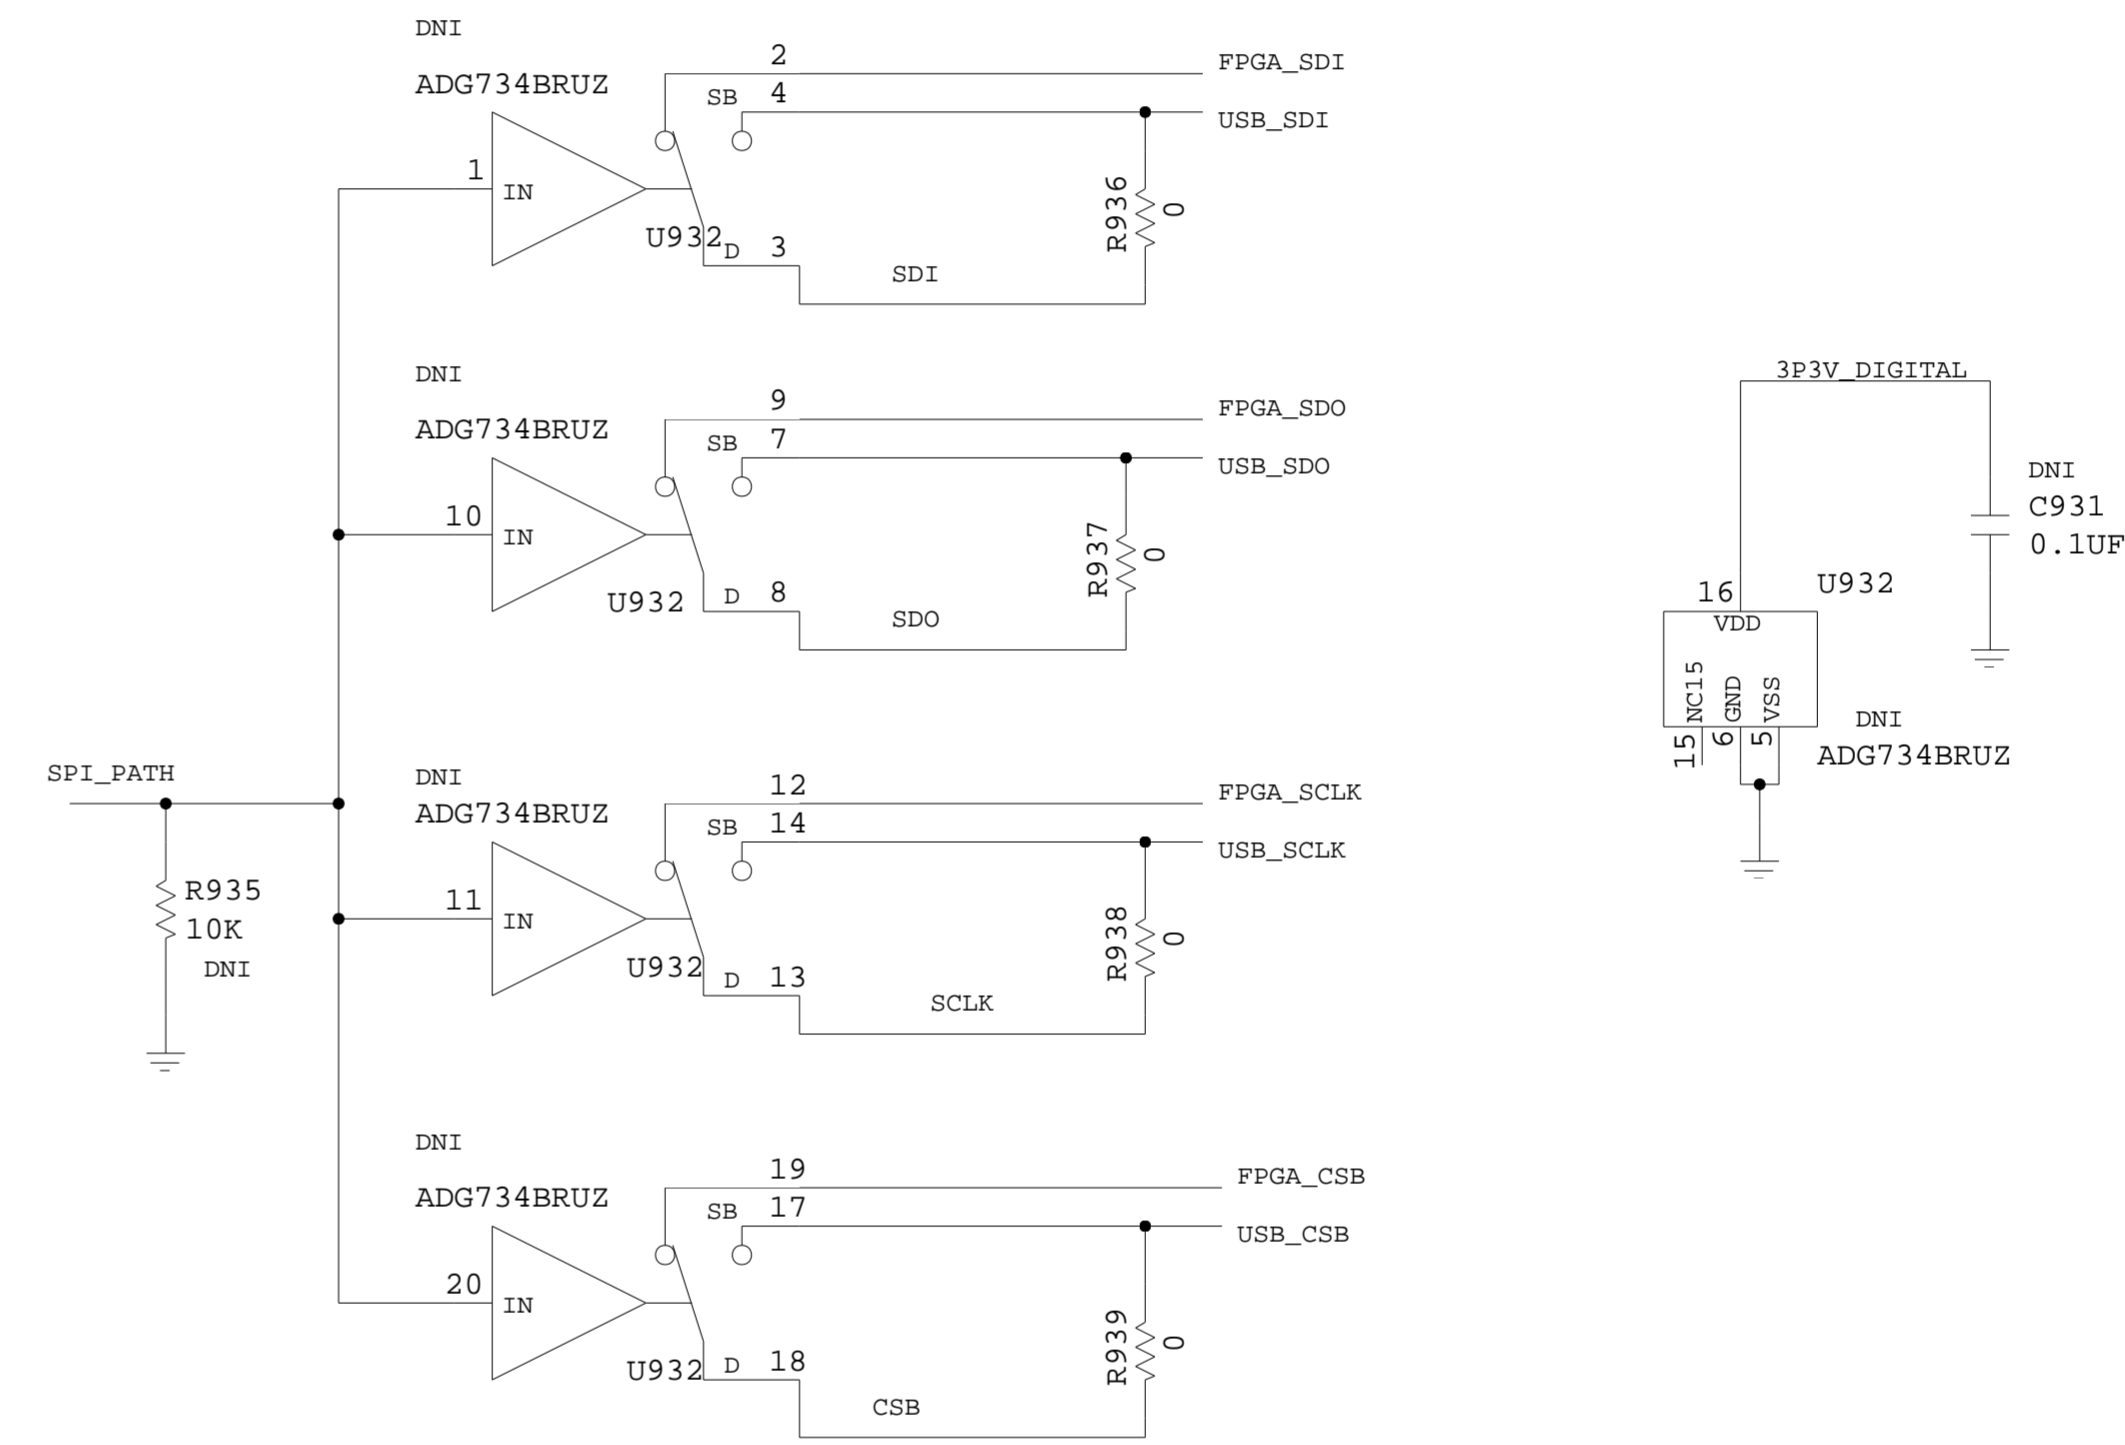 DNI
ADG734BRUZ
2
FPGA_SDI
SB
4
USB_SDI
1
IN
R936
0
U932
D
3
SDI
DNI
ADG734BRUZ
9
FPGA_SDO
SB
7
USB_SDO
10
IN
R937
0
U932
D
8
SDO
SPI_PATH
R935
10K
DNI
DNI
ADG734BRUZ
12
FPGA_SCLK
SB
14
USB_SCLK
11
IN
R938
0
U932
D
13
SCLK
DNI
ADG734BRUZ
19
FPGA_CSB
SB
17
USB_CSB
20
IN
R939
0
U932
D
18
CSB
3P3V_DIGITAL
DNI
C931
0.1UF
U932
16
VDD
NC15
GND
VSS
15
6
5
DNI
ADG734BRUZ